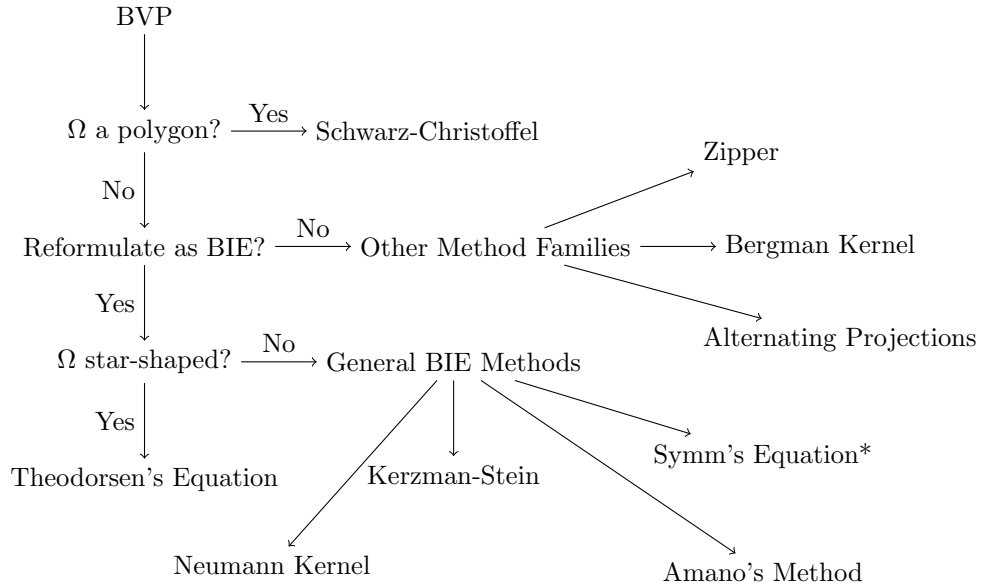 BVP
Ω a polygon?
Yes
Schwarz-Christoffel
Zipper
No
Reformulate as BIE?
No
Other Method Families
Bergman Kernel
Yes
Alternating Projections
Ω star-shaped?
No
General BIE Methods
Yes
Symm's Equation*
Theodorsen's Equation
Kerzman-Stein
Neumann Kernel
Amano's Method